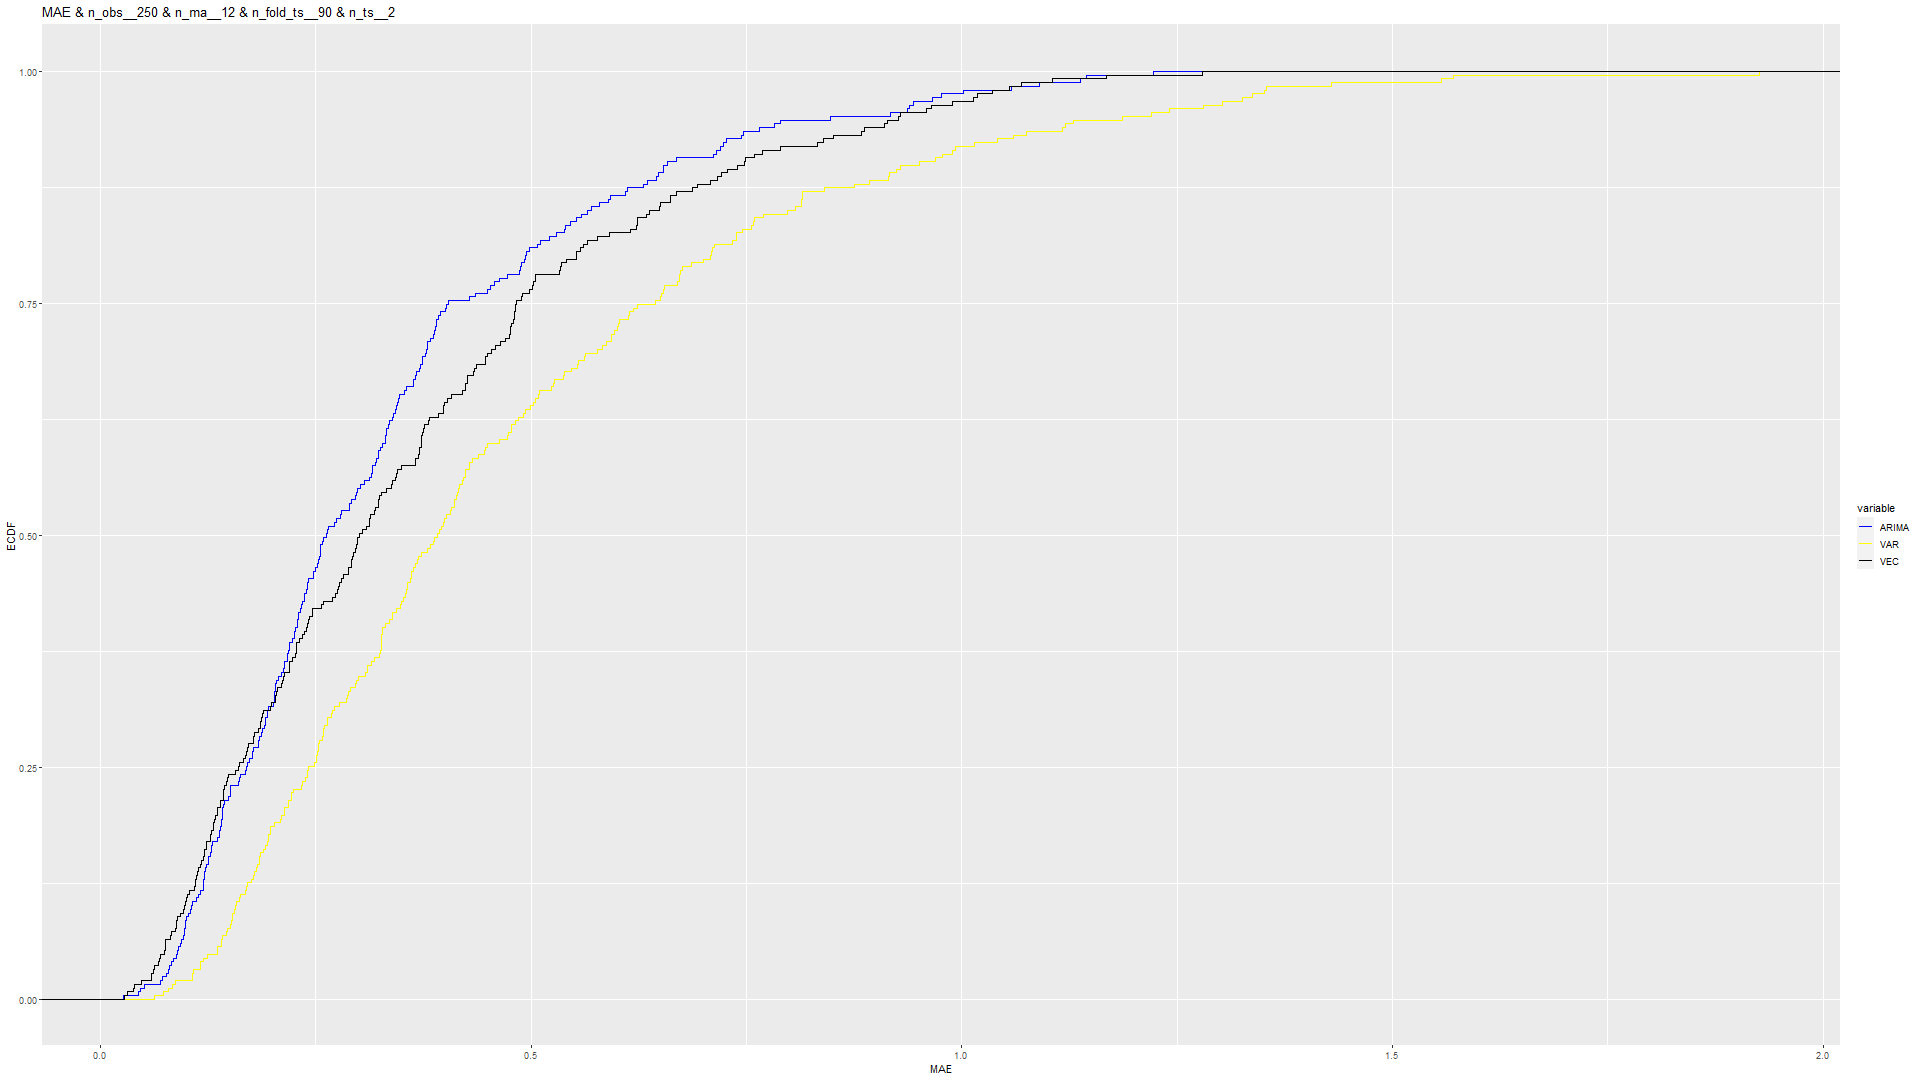 MAE & n_obs__250 & n_ma__12 & n_fold_ts__90 & n_ts__2
1.00
0.75
0.50
0.25
0.00
ECDF
0.0
0.5
1.0
1.5
2.0
MAE
variable
ARIMA
VAR
VEC